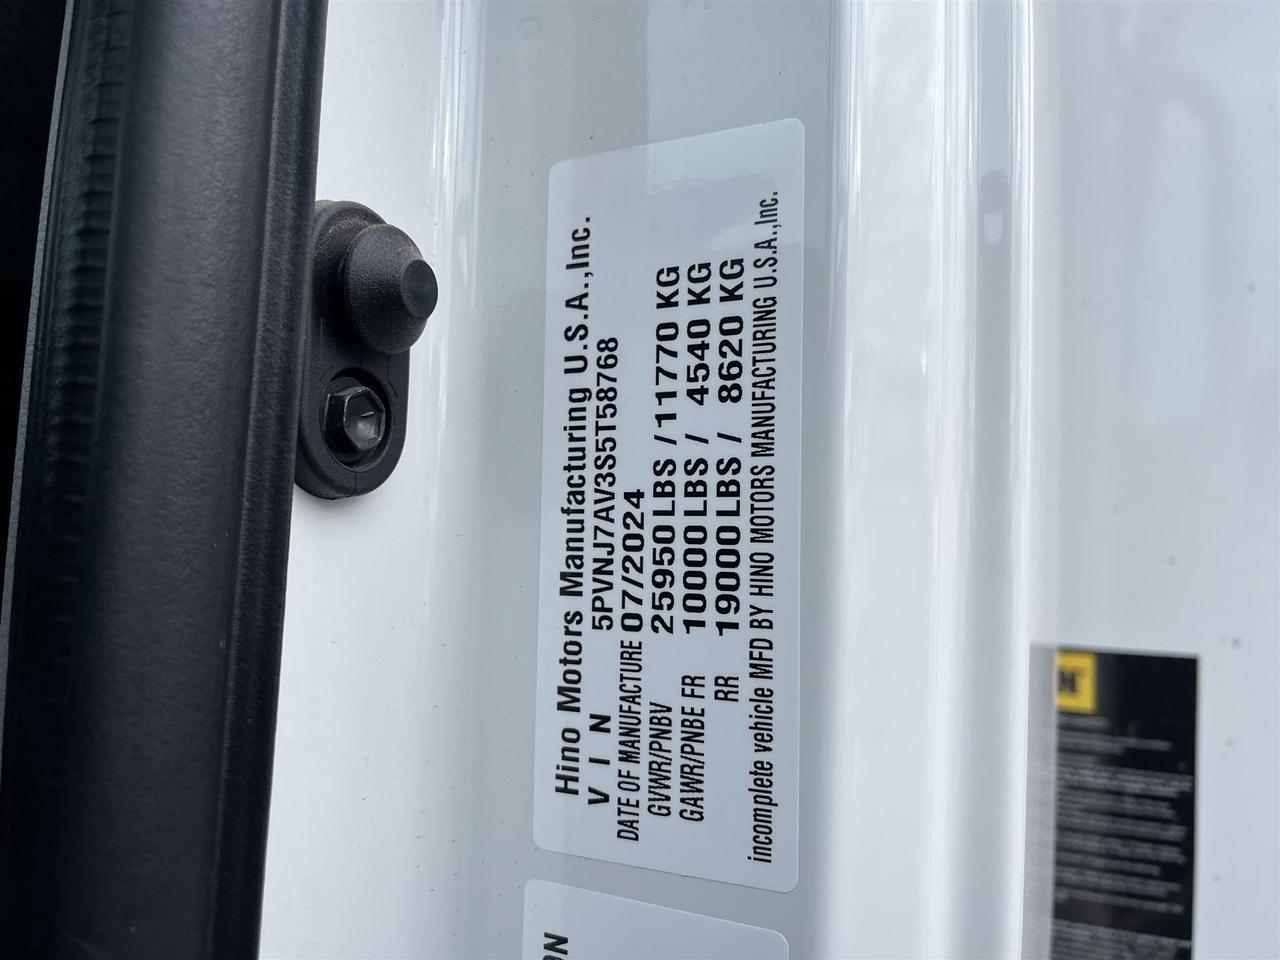 Hino Motors Manufacturing U.S.A.,Inc.
VIN 5PVNJ7AV3S5T58768
DATE OF MANUFACTURE 07/2024
GVWR/PNBV 25950 LBS / 11770 KG
GAWR/PNBE FR 10000 LBS / 4540 KG
RR 19000 LBS / 8620 KG
incomplete vehicle MFD BY HINO MOTORS MANUFACTURING U.S.A.,Inc.